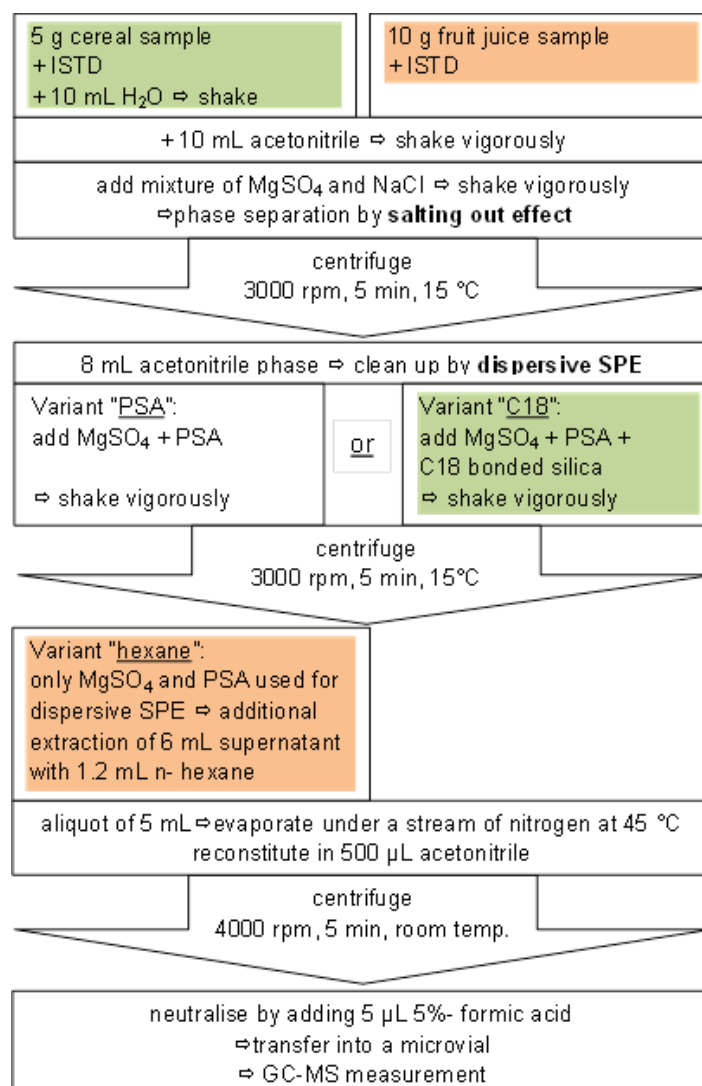 5 g cereal sample
+ISTD
+10 mL H₂O ⇨ shake
10 g fruit juice sample
+ISTD
+10 mL acetonitrile ⇨ shake vigorously
add mixture of MgSO₄ and NaCl ⇨ shake vigorously
⇨phase separation by salting out effect
centrifuge
3000 rpm, 5 min, 15 °C
8 mL acetonitrile phase ⇨ clean up by dispersive SPE
Variant "PSA":
add MgSO₄ + PSA
⇨ shake vigorously
or
Variant "C18":
add MgSO₄ + PSA +
C18 bonded silica
⇨ shake vigorously
centrifuge
3000 rpm, 5 min, 15°C
Variant "hexane":
only MgSO₄ and PSA used for
dispersive SPE ⇨ additional
extraction of 6 mL supernatant
with 1.2 mL n- hexane
aliquot of 5 mL⇨evaporate under a stream of nitrogen at 45 °C
reconstitute in 500 µL acetonitrile
centrifuge
4000 rpm, 5 min, room temp.
neutralise by adding 5 µL 5%- formic acid
⇨transfer into a microvial
⇨ GC-MS measurement